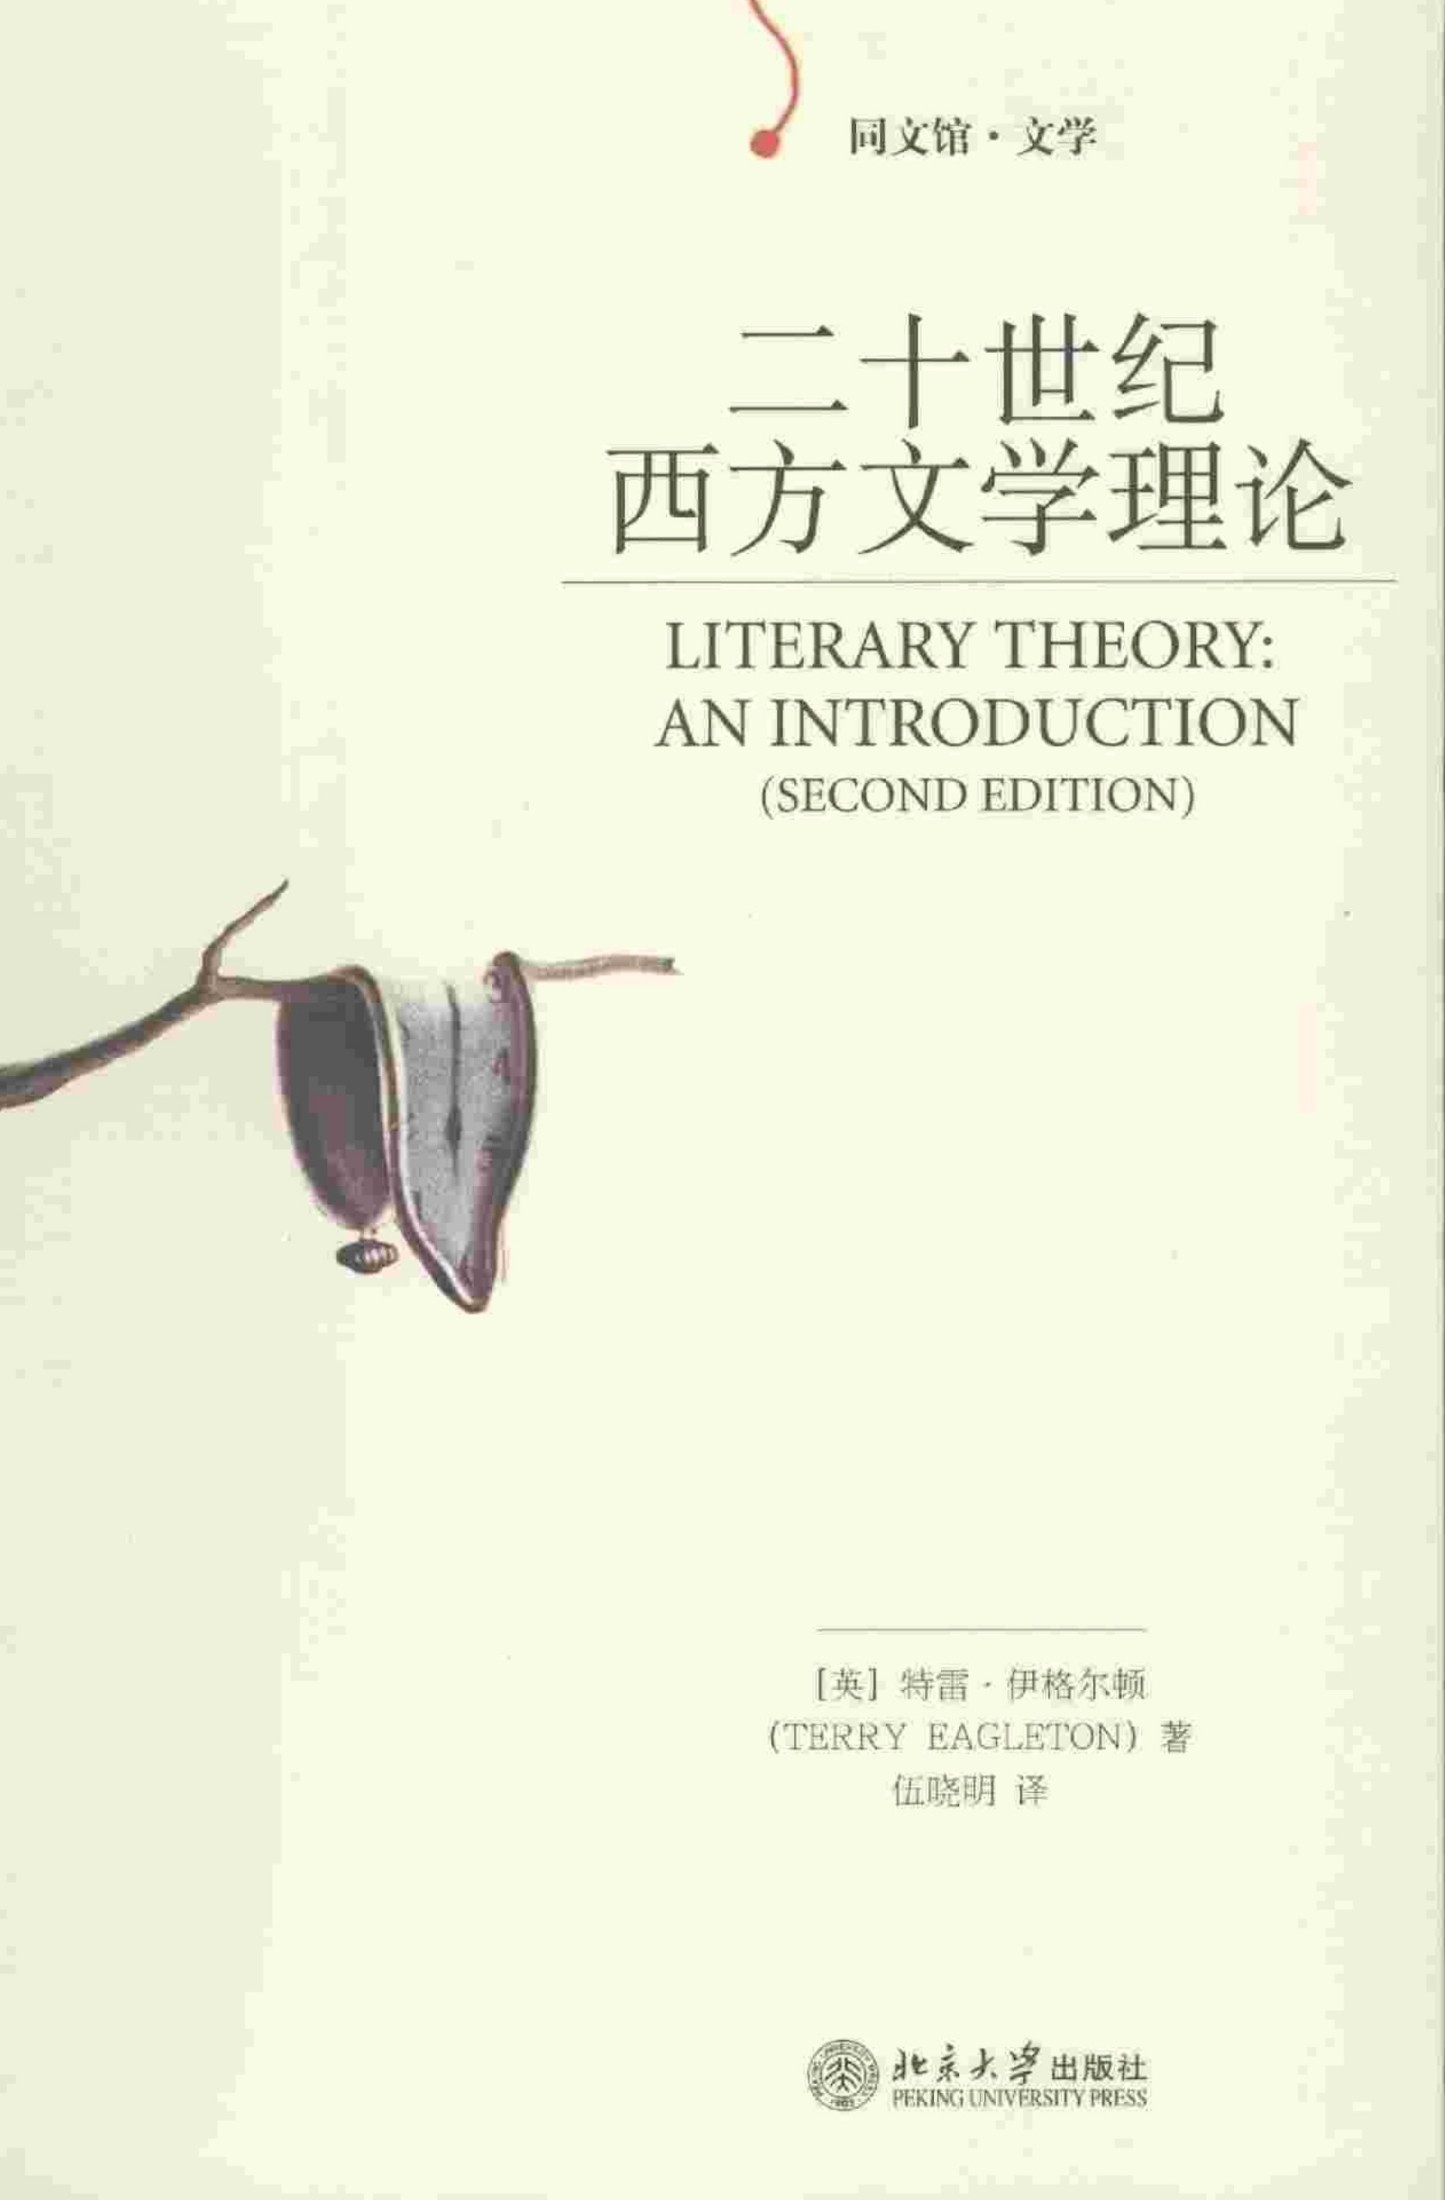 同文馆·文学
二十世纪
西方文学理论
LITERARY THEORY:
AN INTRODUCTION
(SECOND EDITION)
[英] 特雷·伊格尔顿
(TERRY EAGLETON) 著
伍晓明 译
北京大学出版社
PEKING UNIVERSITY PRESS